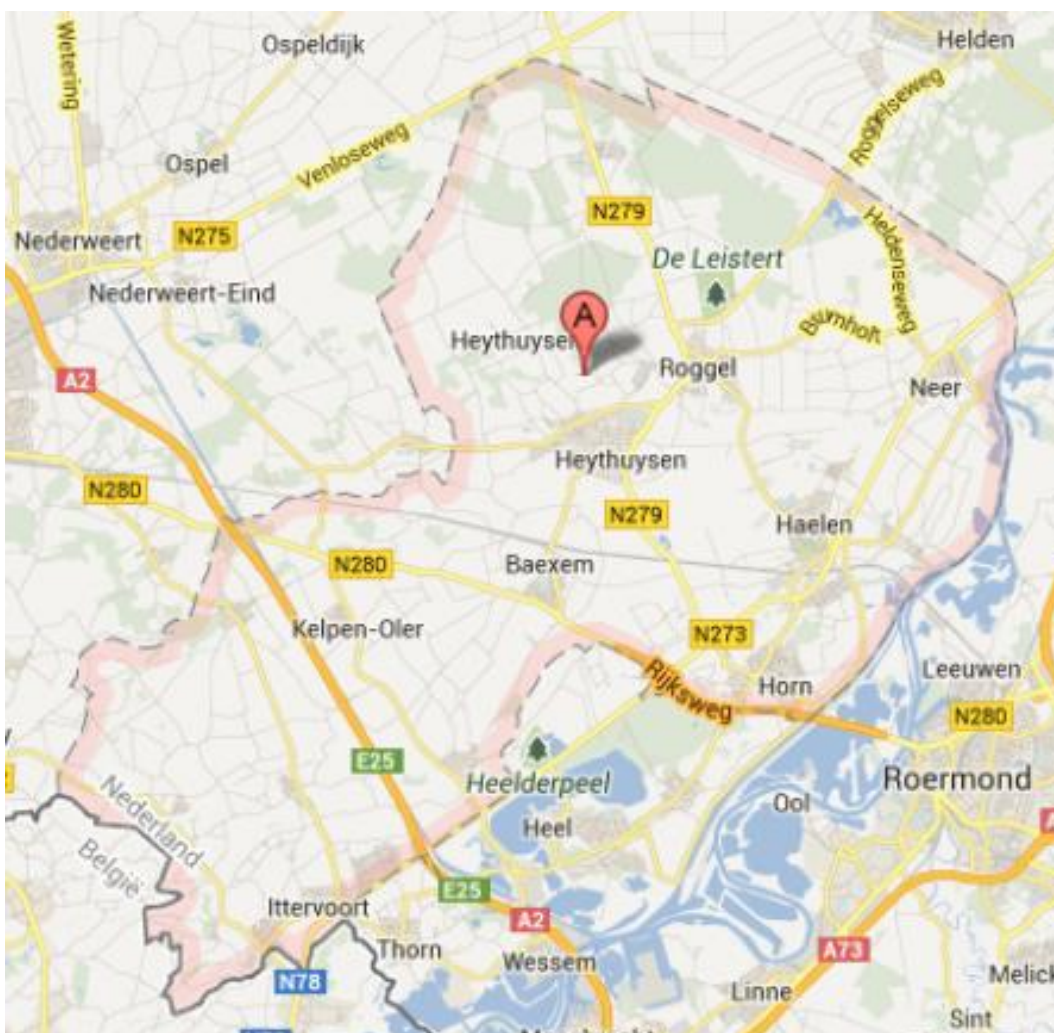 Ospeldijk
Helden
Wetering
Roggelseweg
Venloseweg
Ospel
N279
Nederweert
N275
De Leistert
Heldenseweg
Nederweert-Eind
A
Heythuysen
Roggel
Neer
A2
Heythuysen
N280
N279
Haelen
N280
Baexem
Kelpen-Oler
N273
Leeuwen
Rijksweg
Horn
N280
E25
Heelderpeel
Roermond
Nederland
Ool
Heel
België
E25
Ittervoort
A2
Thorn
A73
Wessem
N78
Linne
Melick
Sint